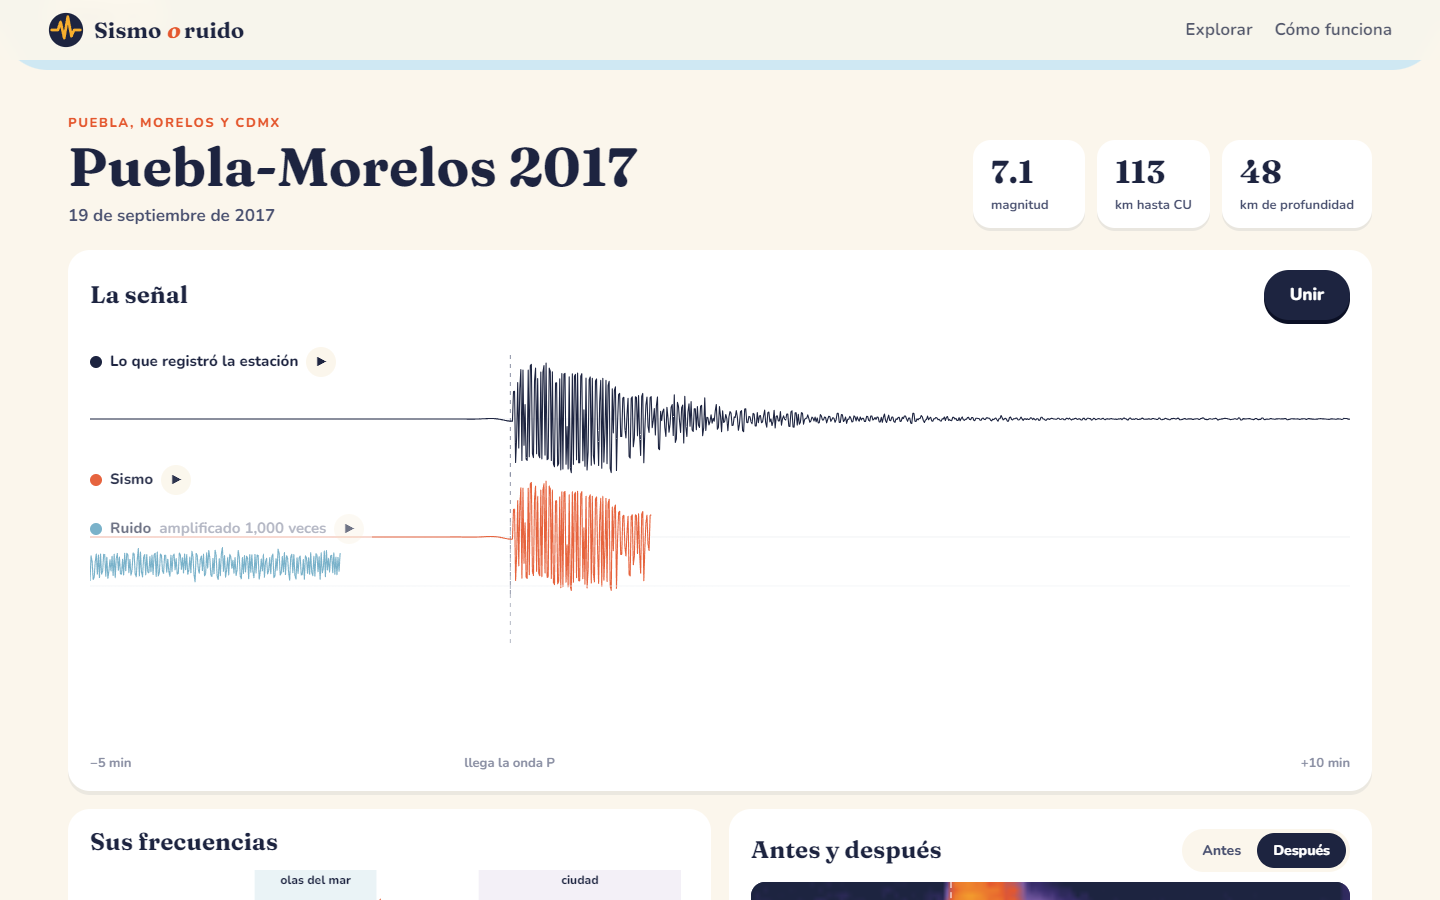 Sismo o ruido
Explorar Cómo funciona
PUEBLA, MORELOS Y CDMX
Puebla-Morelos 2017
19 de septiembre de 2017
7.1
magnitud
113
km hasta CU
48
km de profundidad
La señal
Unir
Lo que registró la estación
Sismo
Ruido amplificado 1,000 veces
−5 min
llega la onda P
+10 min
Sus frecuencias
olas del mar
ciudad
Antes y después
Antes Después